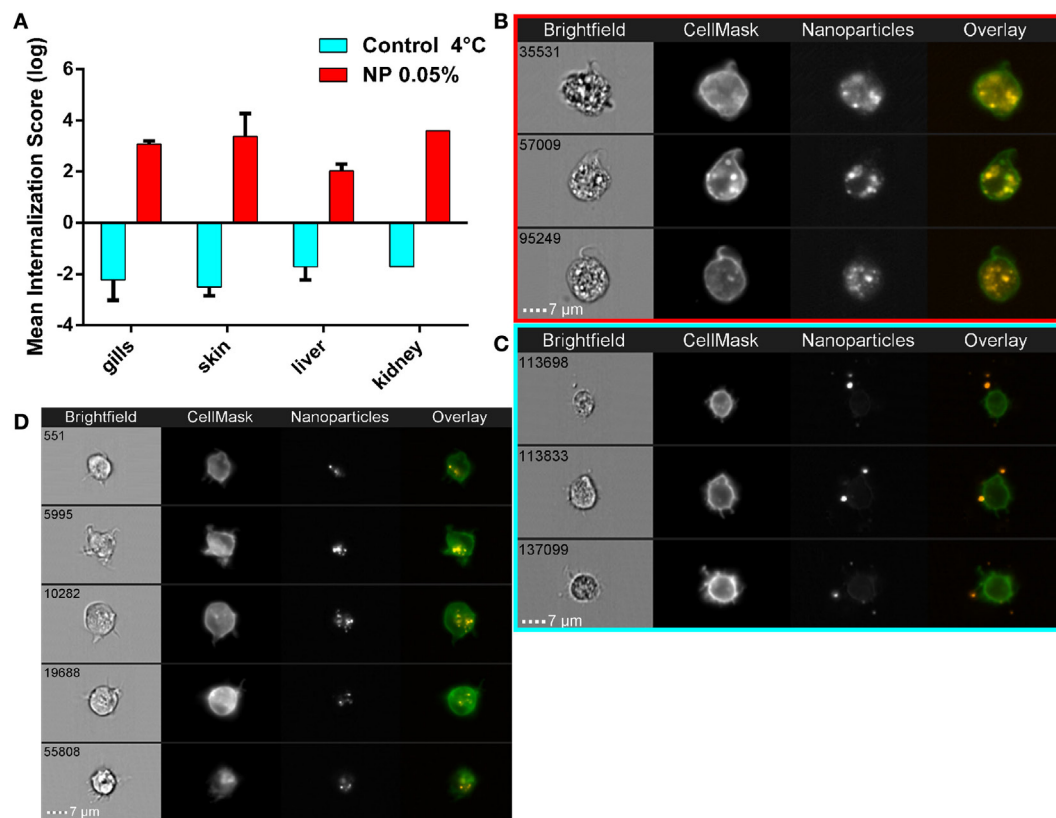 A
Control 4°C
NP 0.05%
Mean Internalization Score (log)
6
4
2
0
-2
-4
gills
skin
liver
kidney
B
Brightfield CellMask Nanoparticles Overlay
35531
57009
95249
7 µm
C
Brightfield CellMask Nanoparticles Overlay
113698
113833
137099
7 µm
D
Brightfield CellMask Nanoparticles Overlay
551
5995
10282
19688
55808
7 µm